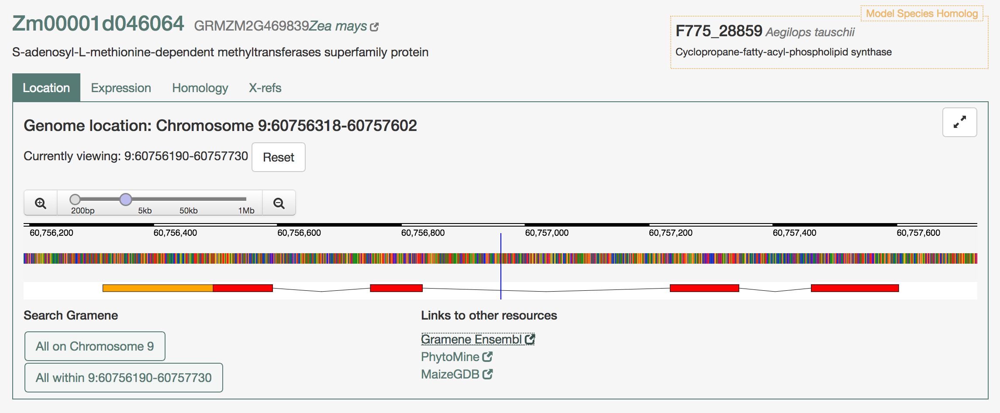 Zm00001d046064 GRMZM2G469839Zea mays
Model Species Homolog
F775_28859 Aegilops tauschii
S-adenosyl-L-methionine-dependent methyltransferases superfamily protein
Cyclopropane-fatty-acyl-phospholipid synthase
Location Expression Homology X-refs
Genome location: Chromosome 9:60756318-60757602
Currently viewing: 9:60756190-60757730 Reset
200bp 5kb 50kb 1Mb
60,756,200 60,756,400 60,756,600 60,756,800 60,757,000 60,757,200 60,757,400 60,757,600
Search Gramene
All on Chromosome 9
All within 9:60756190-60757730
Links to other resources
Gramene Ensembl
PhytoMine
MaizeGDB